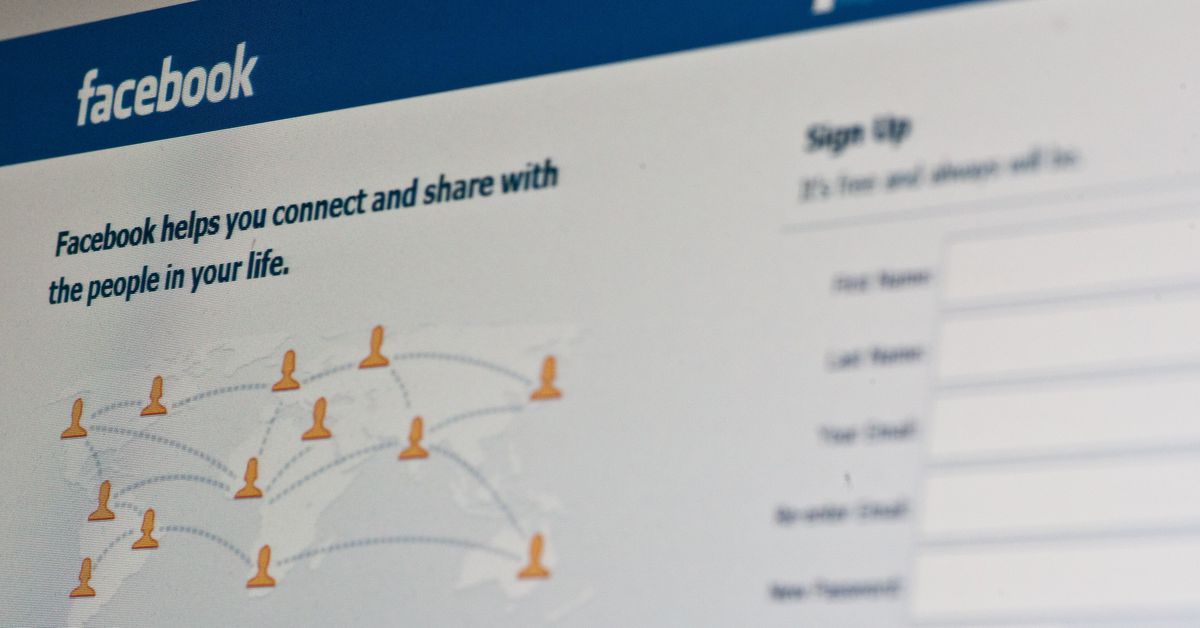 facebook
Facebook helps you connect and share with
the people in your life.
Sign Up
It's free and always will be.
First Name:
Last Name:
Your Email:
Re-enter Email:
New Password: